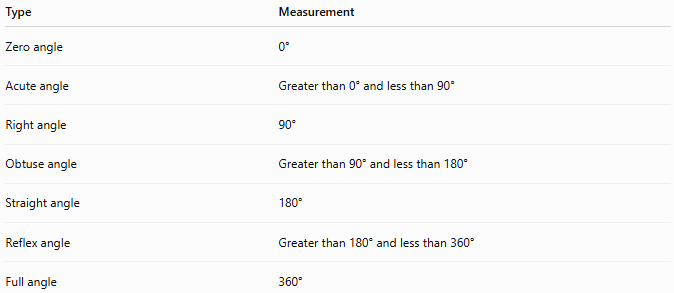 Type Measurement
Zero angle 0°
Acute angle Greater than 0° and less than 90°
Right angle 90°
Obtuse angle Greater than 90° and less than 180°
Straight angle 180°
Reflex angle Greater than 180° and less than 360°
Full angle 360°